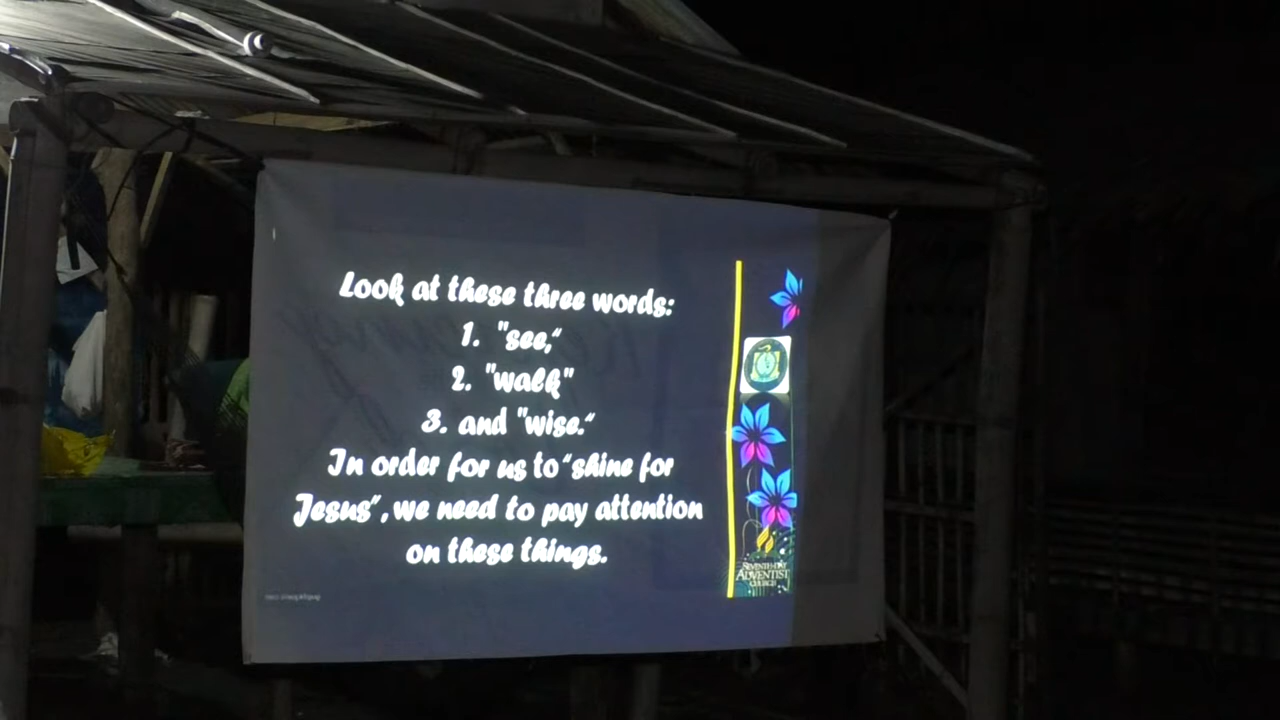 Look at these three words:
1. "see,"
2. "walk"
3. and "wise."
In order for us to "shine for
Jesus", we need to pay attention
on these things.
SEVENTH-DAY
ADVENTIST
CHURCH